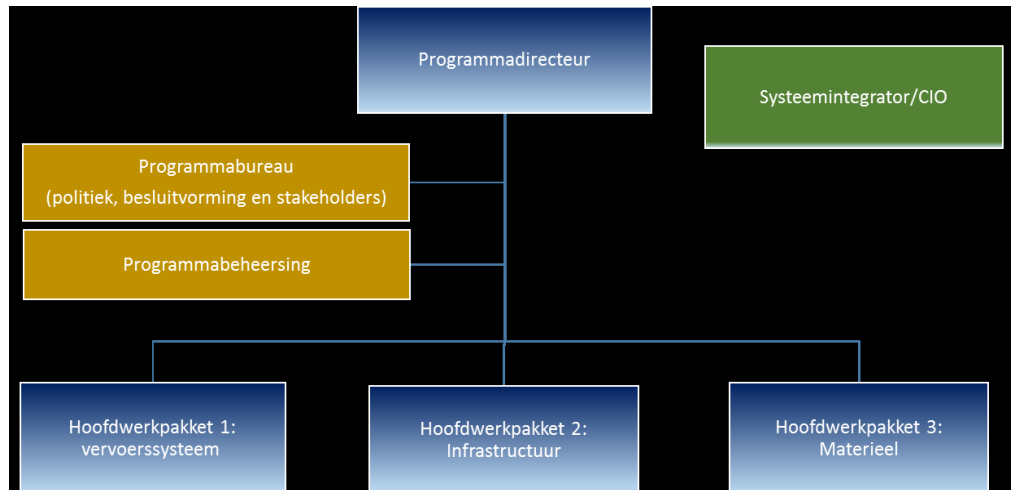 Programmadirecteur
Systeemintegrator/CIO
Programmabureau
(politiek, besluitvorming en stakeholders)
Programmabeheersing
Hoofdwerkpakket 1:
vervoerssysteem
Hoofdwerkpakket 2:
Infrastructuur
Hoofdwerkpakket 3:
Materieel